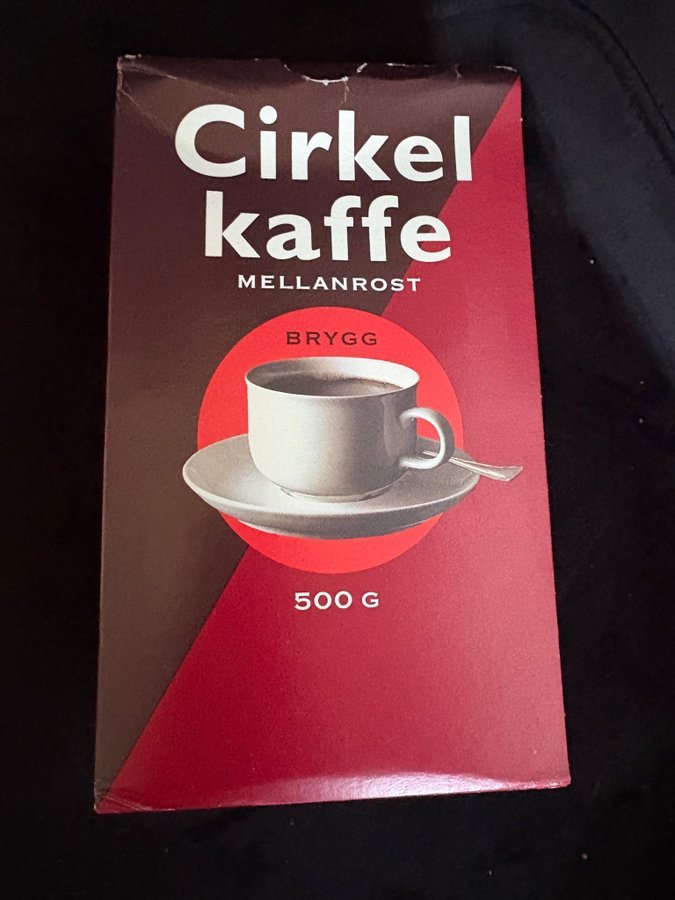 Cirkel
kaffe
MELLANROST
BRYGG
500 G